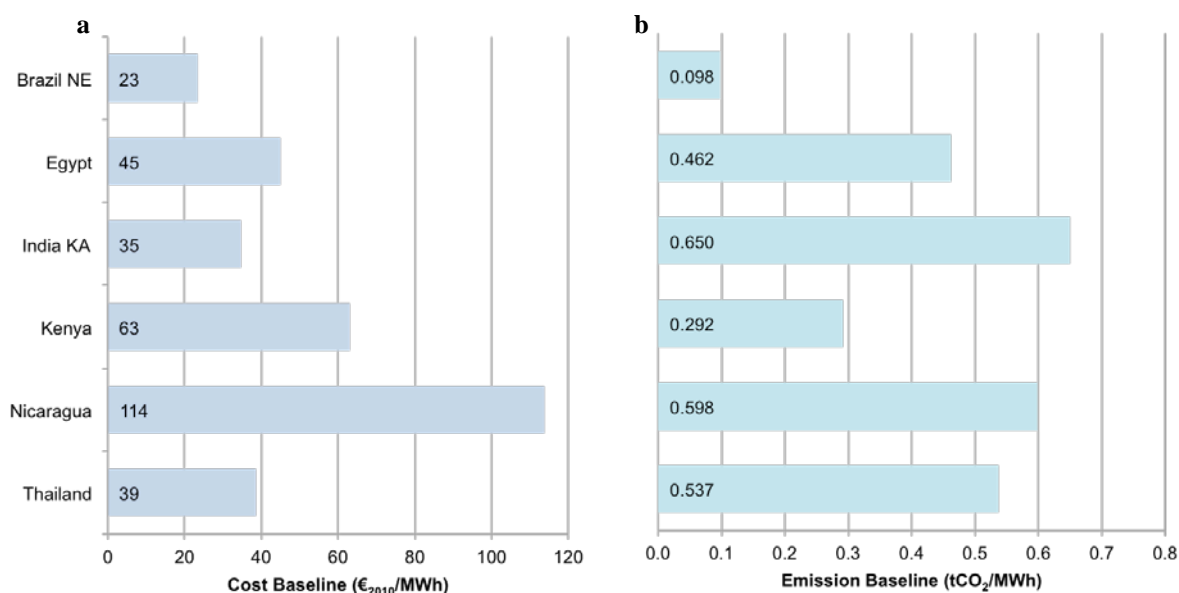 a
Brazil NE 23
Egypt 45
India KA 35
Kenya 63
Nicaragua 114
Thailand 39
0 20 40 60 80 100 120
Cost Baseline (€2010/MWh)
b
0.098
0.462
0.650
0.292
0.598
0.537
0.0 0.1 0.2 0.3 0.4 0.5 0.6 0.7 0.8
Emission Baseline (tCO2/MWh)